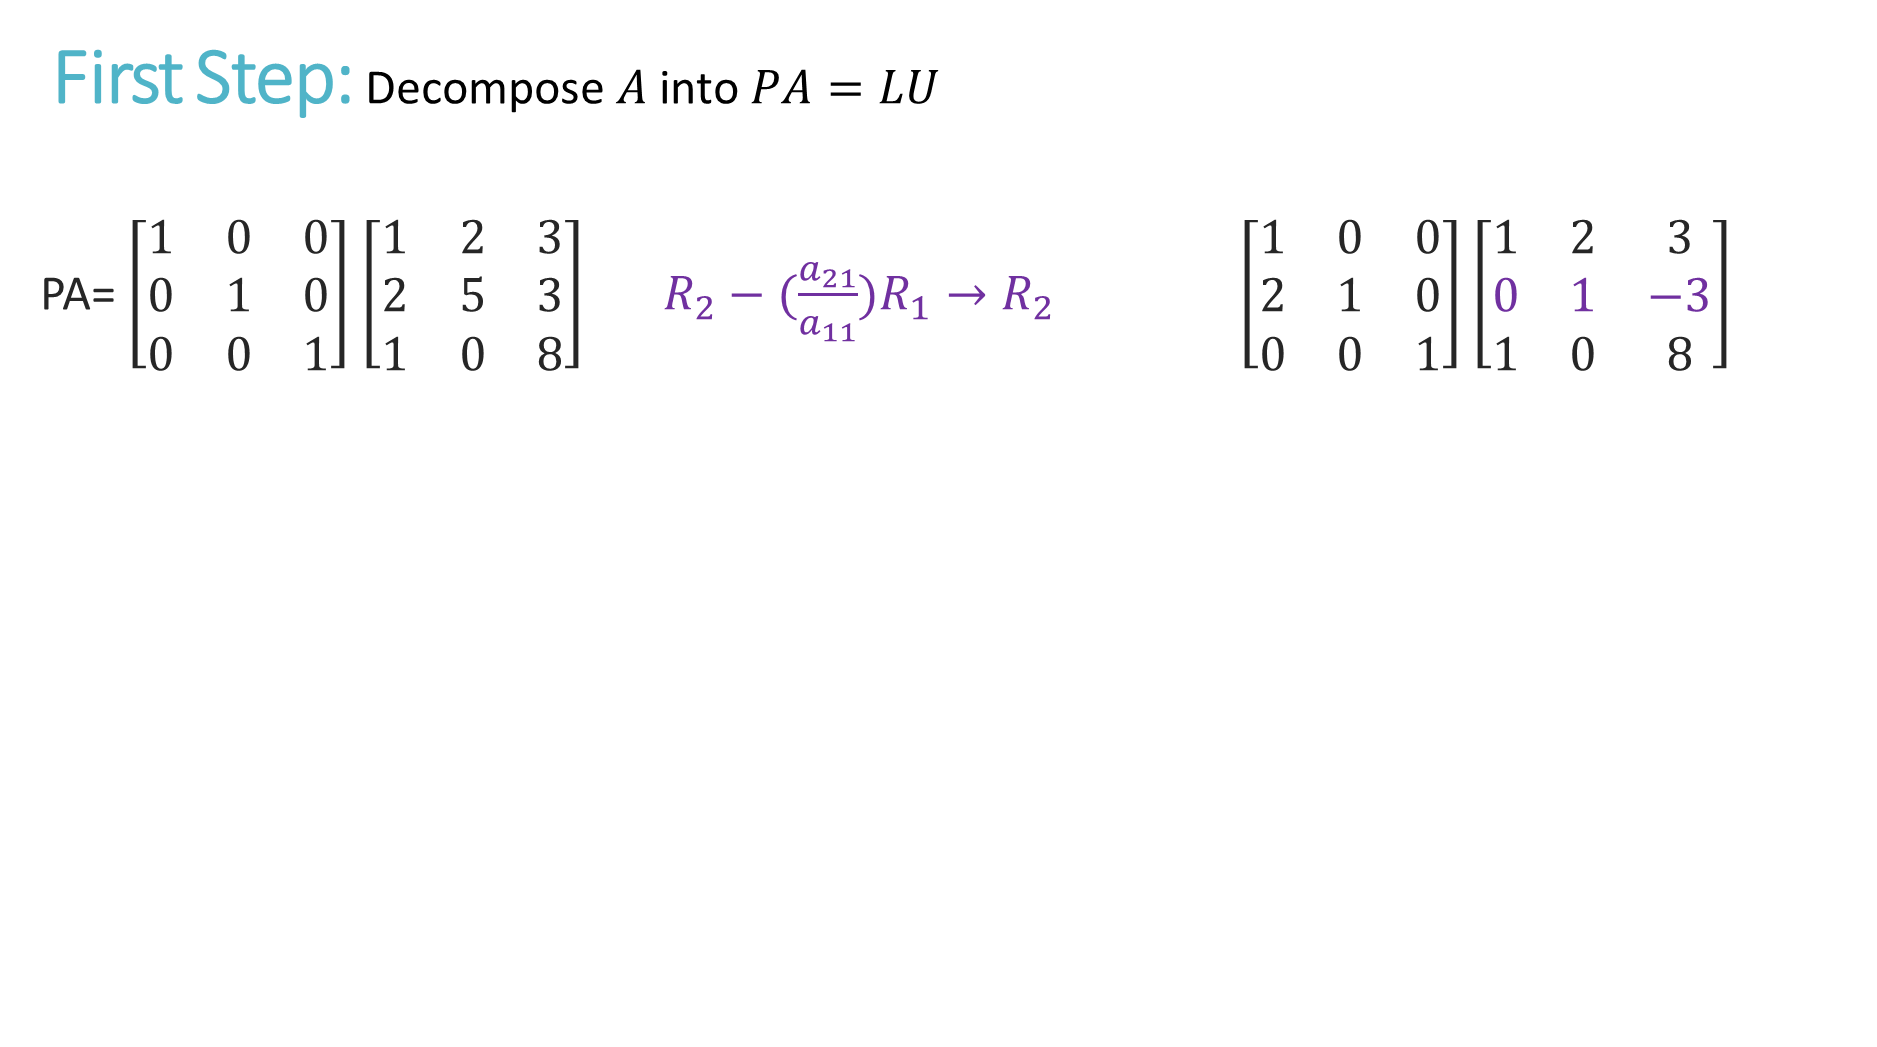 First Step: Decompose A into PA = LU
PA= [1 0 0; 0 1 0; 0 0 1] [1 2 3; 2 5 3; 1 0 8] R₂ − (a₂₁/a₁₁)R₁ → R₂ [1 0 0; 2 1 0; 0 0 1] [1 2 3; 0 1 −3; 1 0 8]